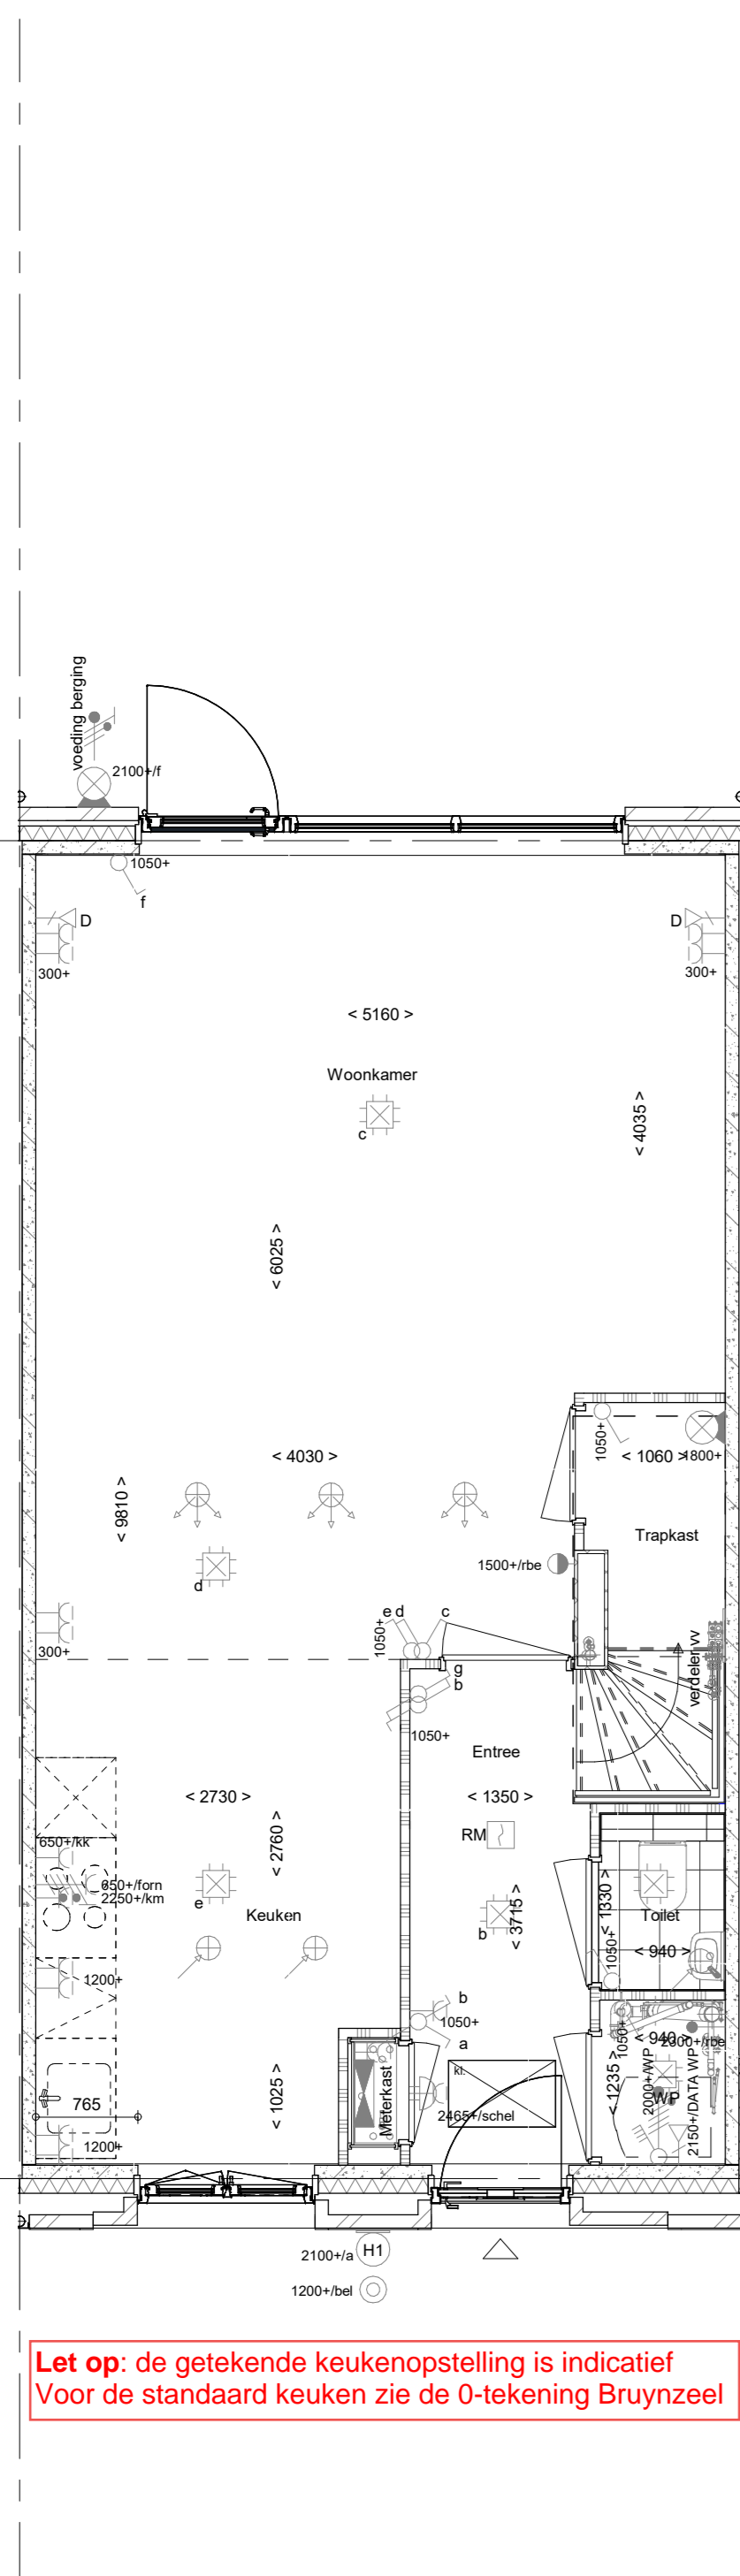 voeding berging
2100+/f
1050+
f
D
D
300+
300+
< 5160 >
Woonkamer
c
< 4035 >
< 6025 >
1050+
< 4030 >
< 1060 >
1800+
< 9810 >
Trapkast
1500+/rbe
d
e d
c
1050+
300+
g
b
verdeler vv
1050+
Entree
< 2730 >
< 1350 >
RM
650+/kk
< 2760 >
650+/forn
2250+/km
e
Keuken
b
< 3715 >
< 1330 >
Toilet
1050+
< 940 >
1200+
b
1050+
a
1050+
< 940 >
2300+/rbe
kl.
< 1025 >
Meterkast
< 1235 >
2000+/WP
WP
2150+/DATA WP
765
2465+/schel
1200+
2100+/a
H1
1200+/bel
Let op: de getekende keukenopstelling is indicatief
Voor de standaard keuken zie de 0-tekening Bruynzeel